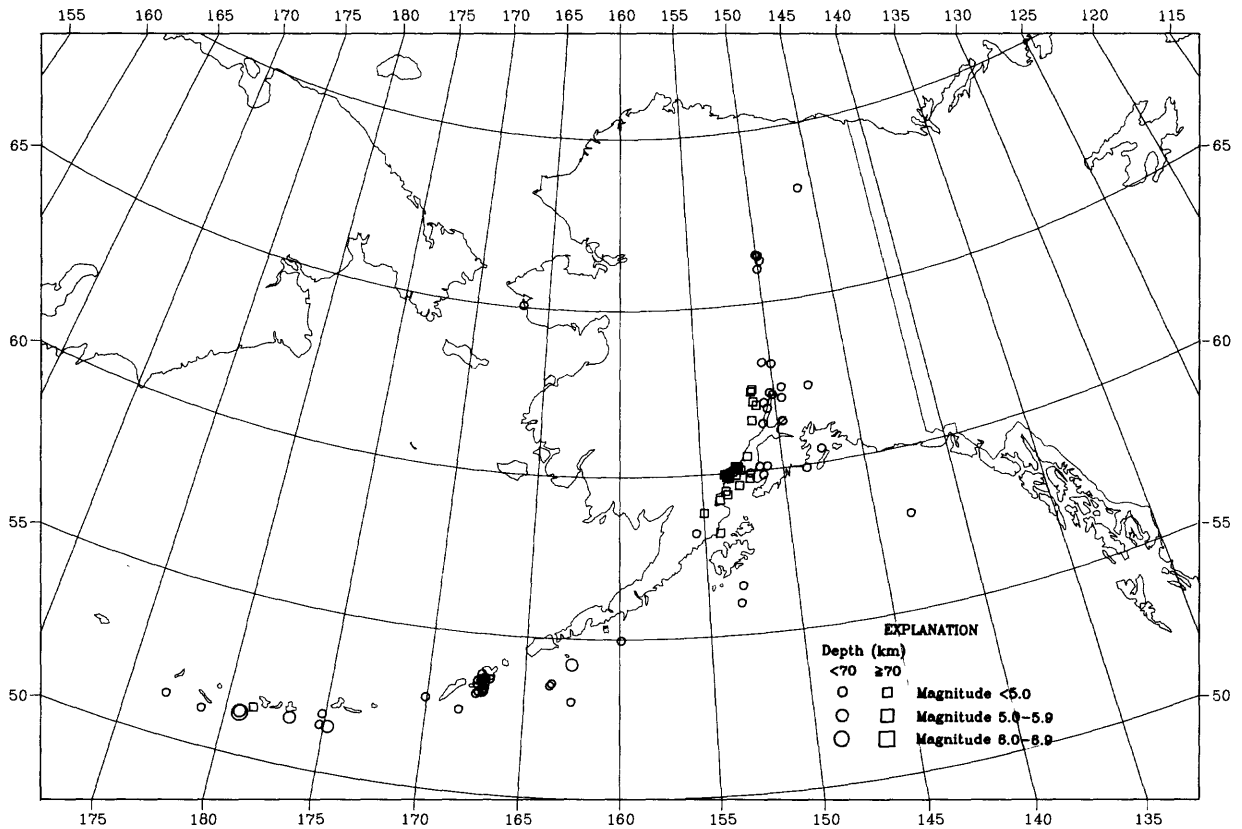 155 160 165 170 175 180 175 170 165 160 155 150 145 140 135 130 125 120 115
65 65
60 60
55 55
50 50
EXPLANATION
Depth (km)
<70 ≥70
Magnitude <5.0
Magnitude 5.0-5.9
Magnitude 6.0-6.9
175 180 175 170 165 160 155 150 145 140 135